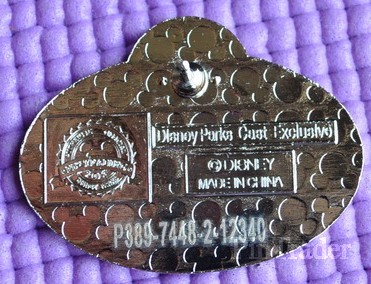 Disney Parks Cast Exclusive
©DISNEY
MADE IN CHINA
P389-7448-2-12340